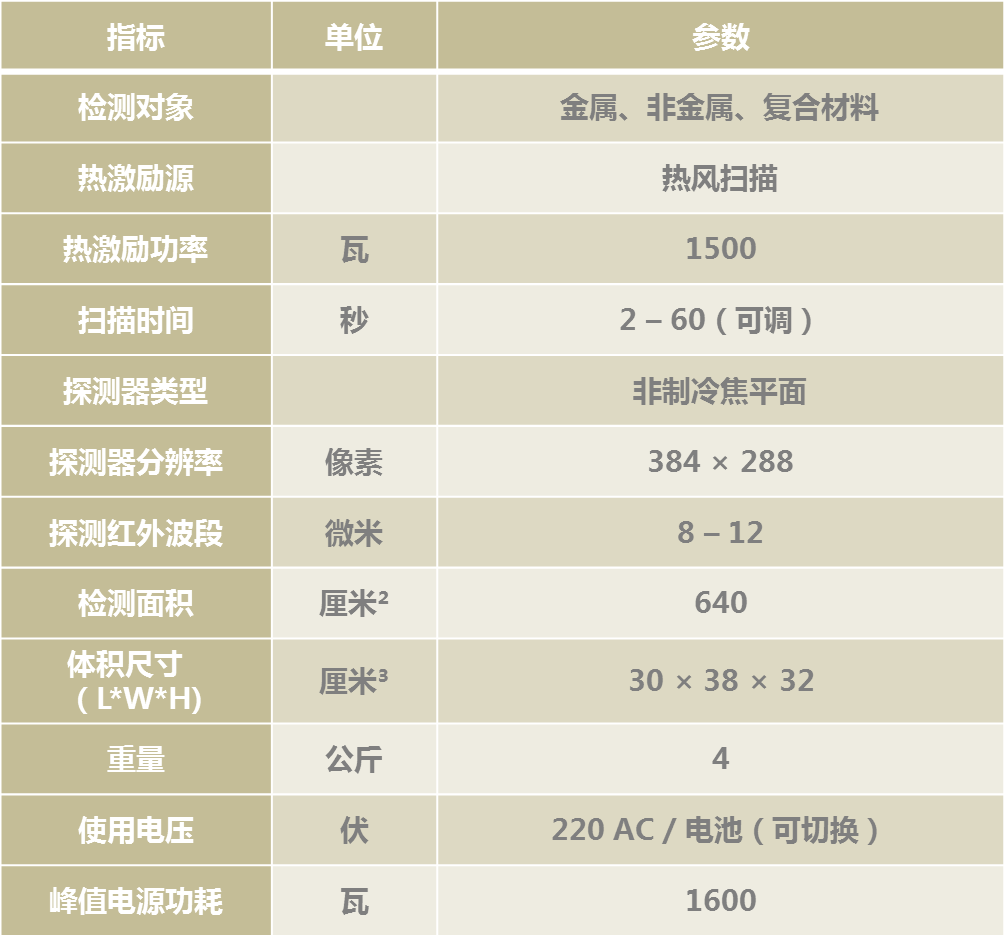 指标 单位 参数
检测对象 金属、非金属、复合材料
热激励源 热风扫描
热激励功率 瓦 1500
扫描时间 秒 2 – 60（可调）
探测器类型 非制冷焦平面
探测器分辨率 像素 384 × 288
探测红外波段 微米 8 – 12
检测面积 厘米² 640
体积尺寸
（L*W*H) 厘米³ 30 × 38 × 32
重量 公斤 4
使用电压 伏 220 AC / 电池（可切换）
峰值电源功耗 瓦 1600